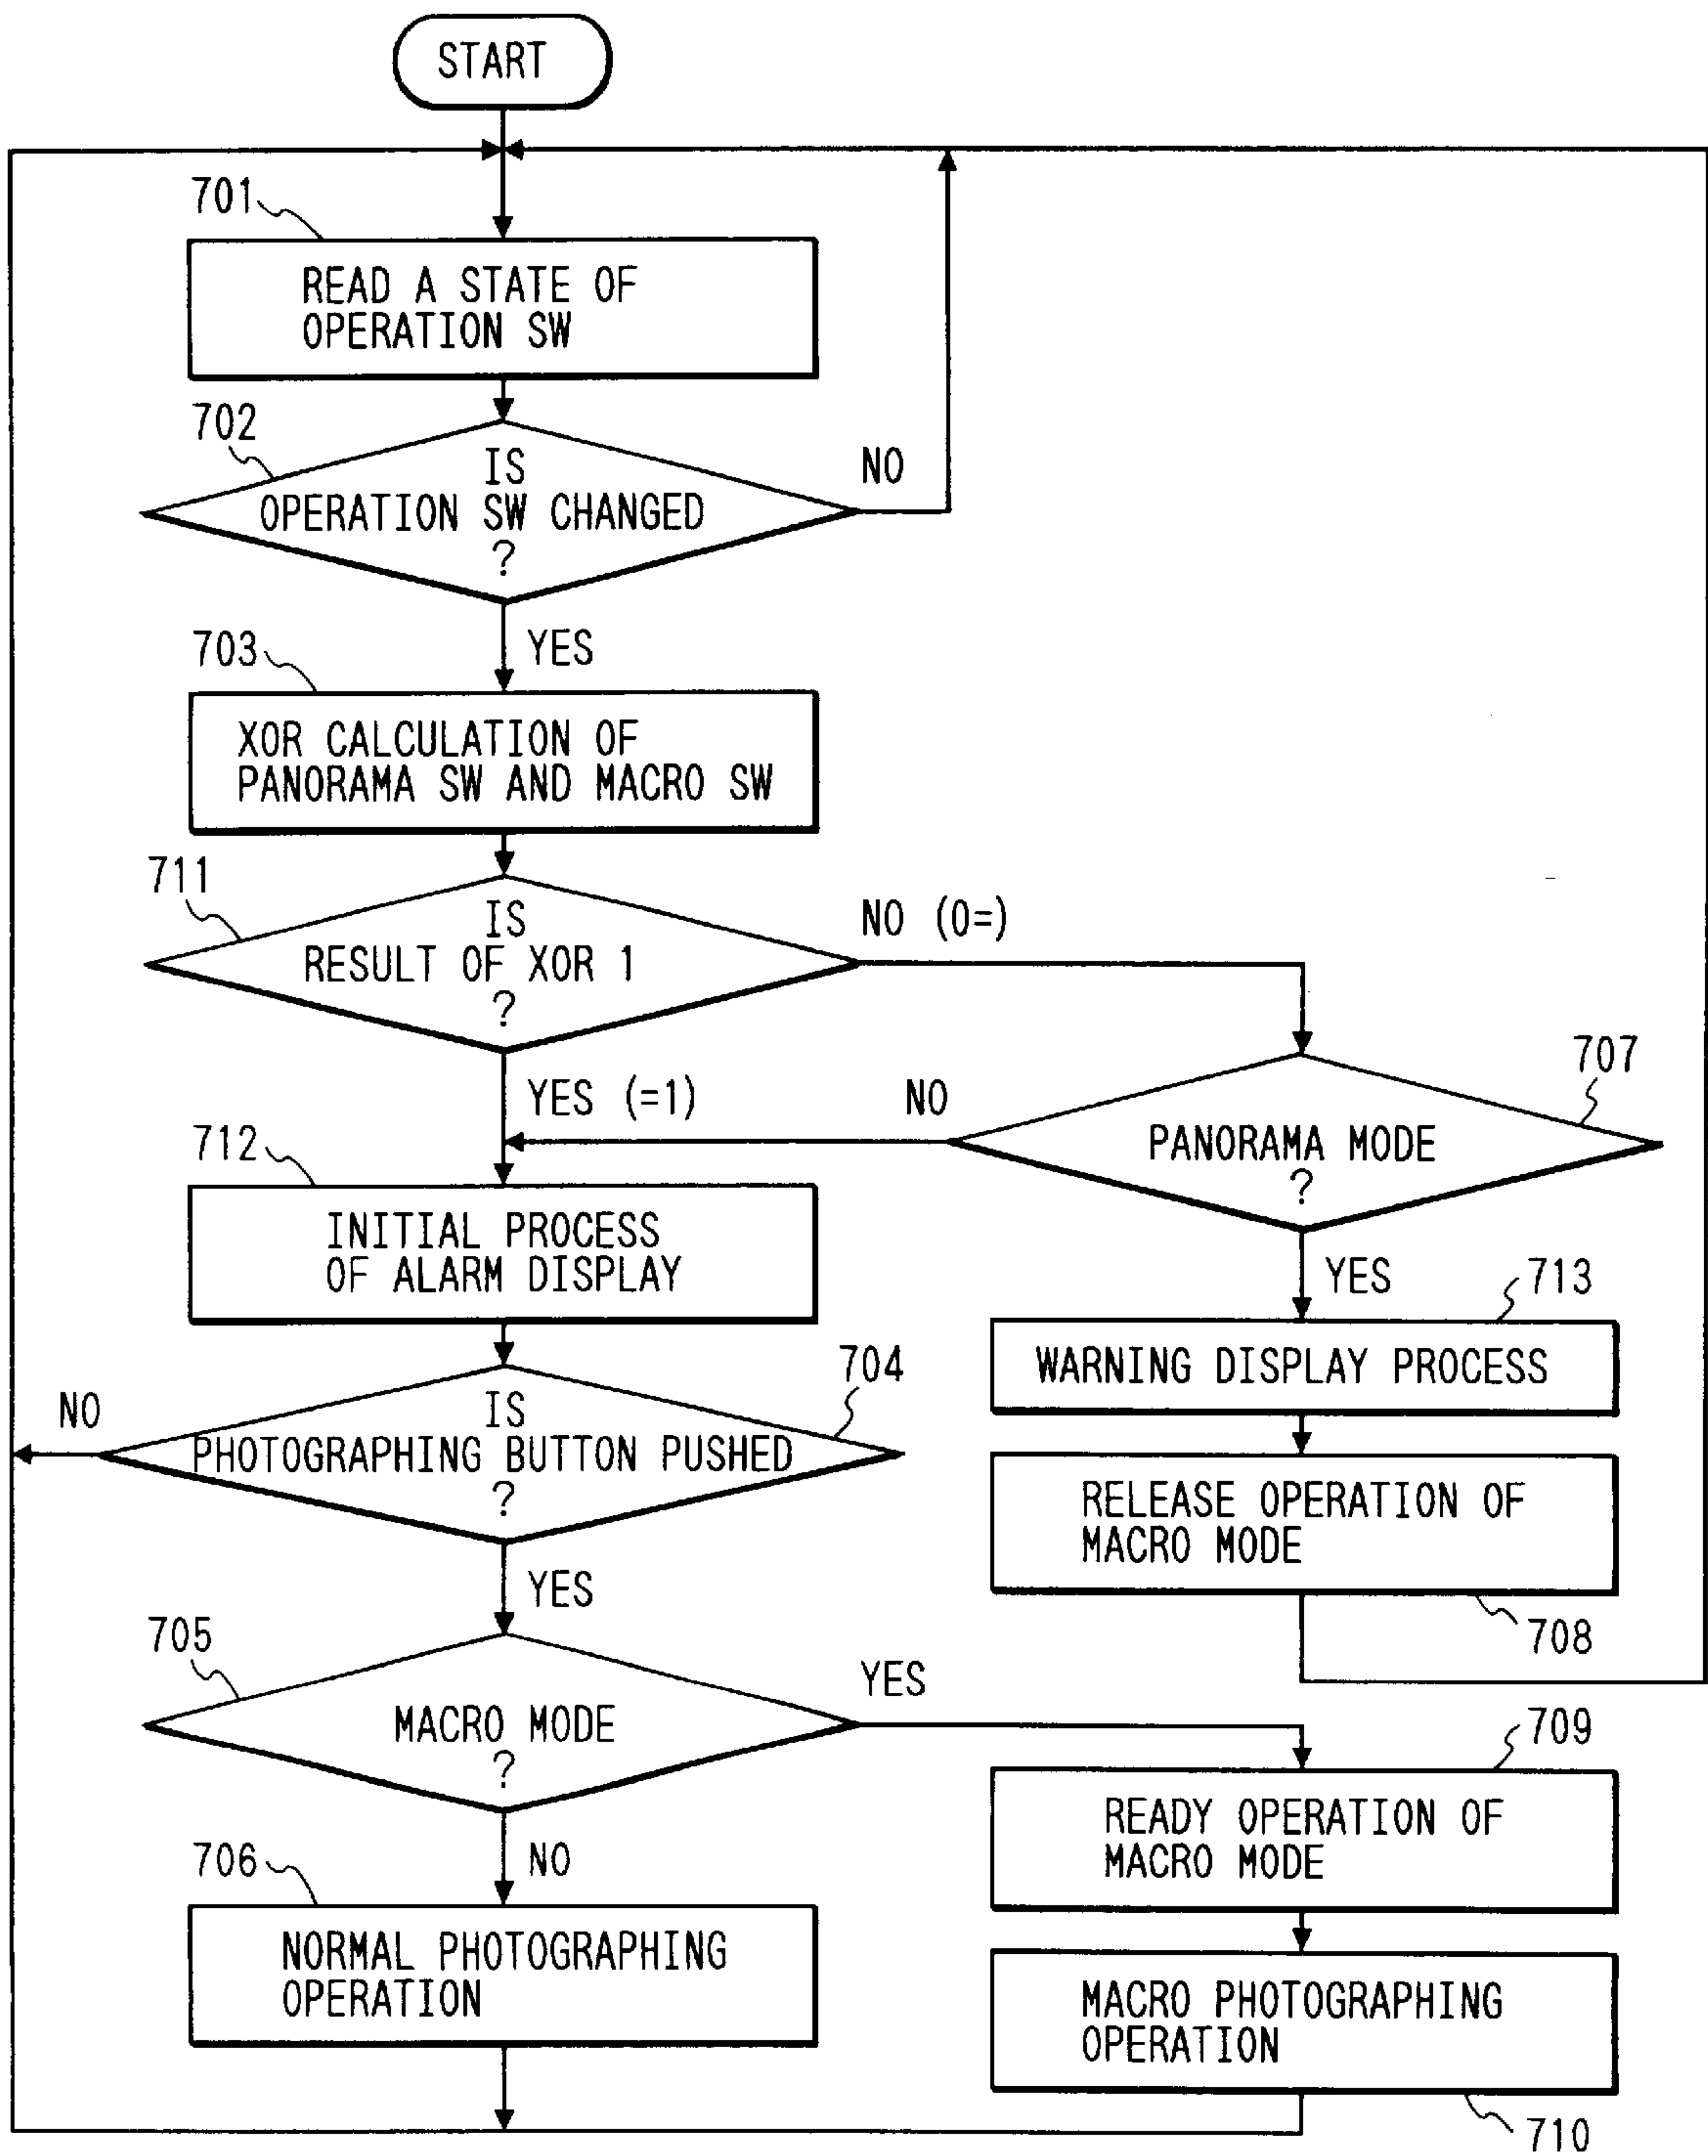 START
701
READ A STATE OF
OPERATION SW
702
IS
OPERATION SW CHANGED
?
NO
YES
703
XOR CALCULATION OF
PANORAMA SW AND MACRO SW
711
IS
RESULT OF XOR 1
?
NO (0=)
YES (=1)
707
PANORAMA MODE
?
NO
YES
712
INITIAL PROCESS
OF ALARM DISPLAY
713
WARNING DISPLAY PROCESS
704
IS
PHOTOGRAPHING BUTTON PUSHED
?
NO
YES
RELEASE OPERATION OF
MACRO MODE
708
705
MACRO MODE
?
YES
NO
709
READY OPERATION OF
MACRO MODE
706
NORMAL PHOTOGRAPHING
OPERATION
MACRO PHOTOGRAPHING
OPERATION
710